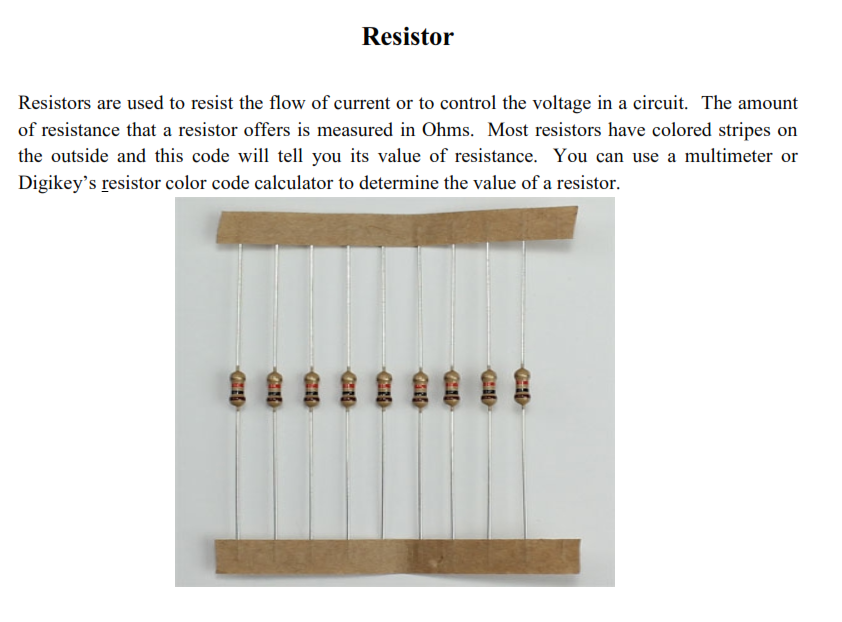 Resistor
Resistors are used to resist the flow of current or to control the voltage in a circuit. The amount
of resistance that a resistor offers is measured in Ohms. Most resistors have colored stripes on
the outside and this code will tell you its value of resistance. You can use a multimeter or
Digikey’s resistor color code calculator to determine the value of a resistor.